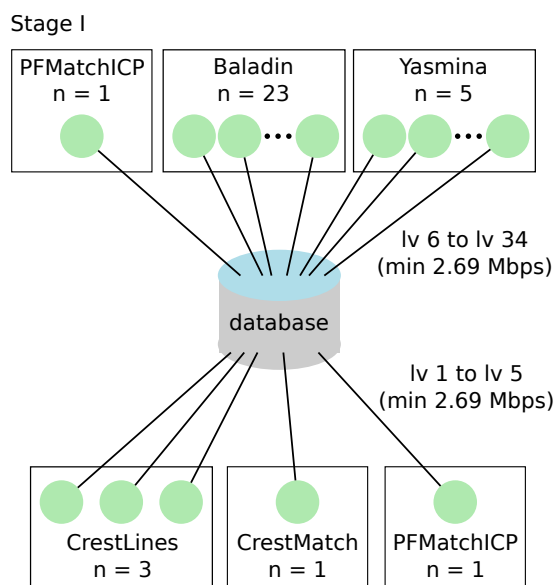 Stage I
PFMatchICP
n = 1
Baladin
n = 23
Yasmina
n = 5
lv 6 to lv 34
(min 2.69 Mbps)
database
lv 1 to lv 5
(min 2.69 Mbps)
CrestLines
n = 3
CrestMatch
n = 1
PFMatchICP
n = 1